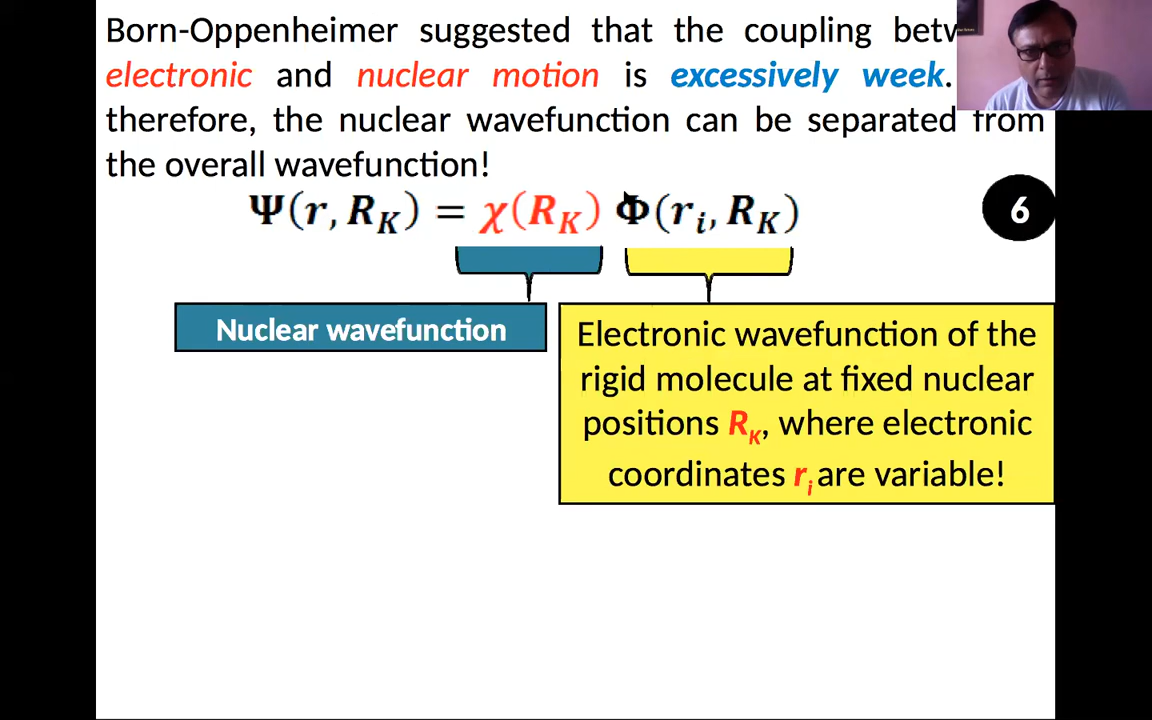 Born-Oppenheimer suggested that the coupling
electronic and nuclear motion is excessively week.
therefore, the nuclear wavefunction can be separated from
the overall wavefunction!
Ψ(r, R_K) = χ(R_K) Φ(r_i, R_K)
6
Nuclear wavefunction
Electronic wavefunction of the
rigid molecule at fixed nuclear
positions R_K, where electronic
coordinates r_i are variable!